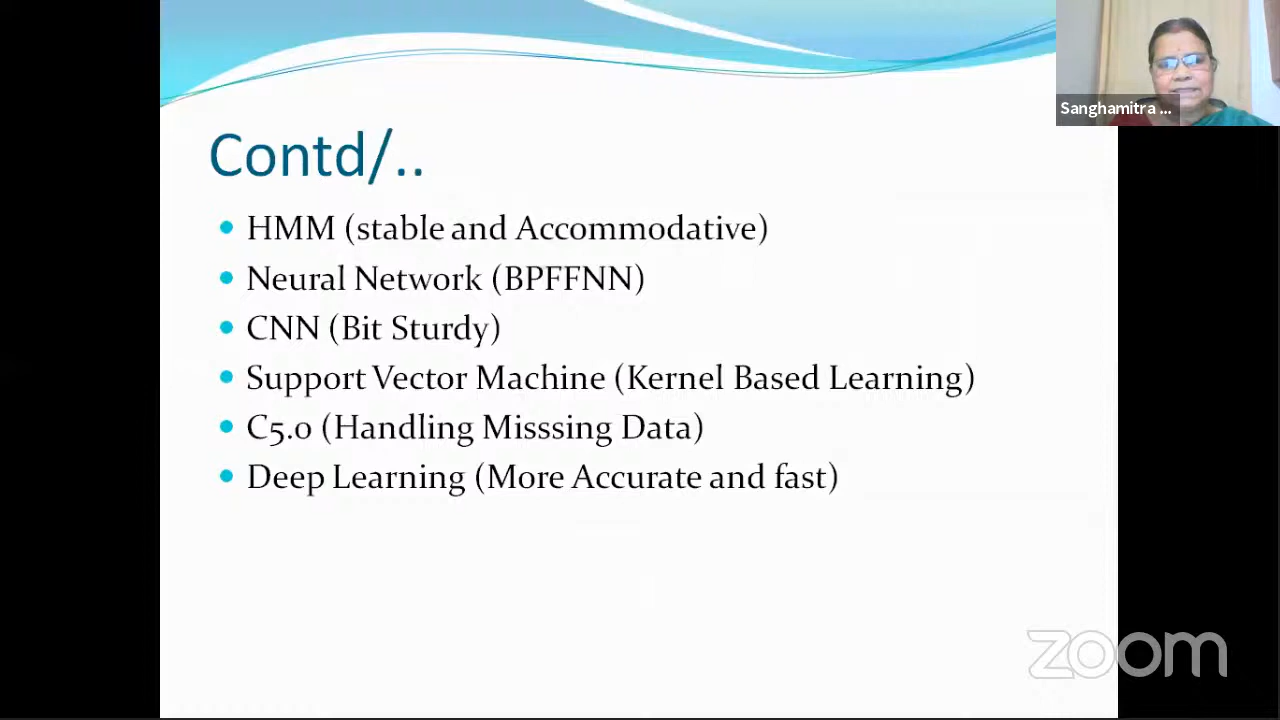 Sanghamitra ...
Contd/..
HMM (stable and Accommodative)
Neural Network (BPFFNN)
CNN (Bit Sturdy)
Support Vector Machine (Kernel Based Learning)
C5.0 (Handling Misssing Data)
Deep Learning (More Accurate and fast)
zoom